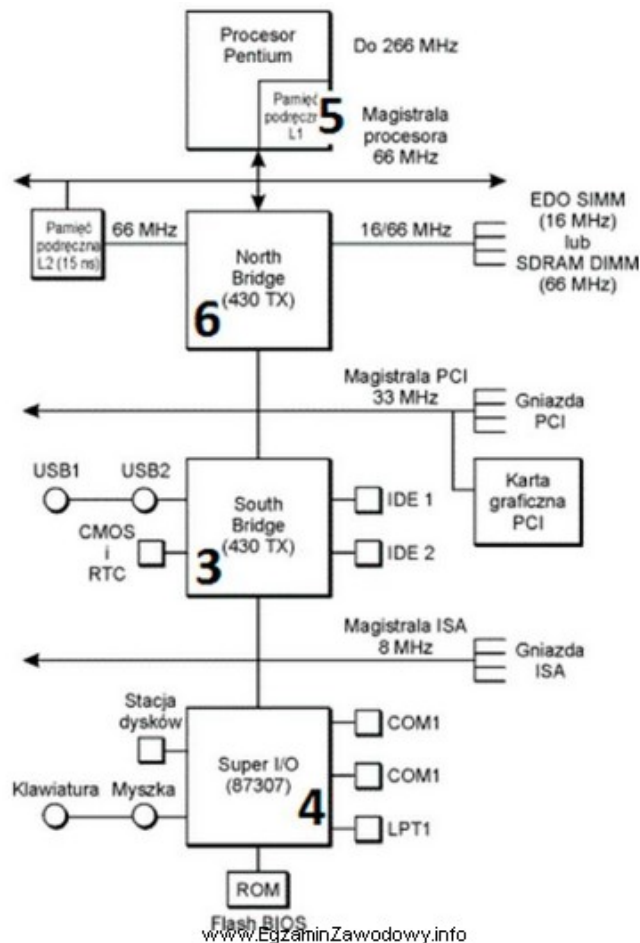 Procesor
Pentium
Do 266 MHz
Pamięć
podręczn
L1
5
Magistrala
procesora
66 MHz
Pamięć
podręczna
L2 (15 ns)
66 MHz
North
Bridge
(430 TX)
6
16/66 MHz
EDO SIMM
(16 MHz)
lub
SDRAM DIMM
(66 MHz)
Magistrala PCI
33 MHz
Gniazda
PCI
USB1
USB2
CMOS
i
RTC
South
Bridge
(430 TX)
3
IDE 1
IDE 2
Karta
graficzna
PCI
Magistrala ISA
8 MHz
Gniazda
ISA
Stacja
dysków
Klawiatura
Myszka
Super I/O
(87307)
4
COM1
COM1
LPT1
ROM
Flash BIOS
www.EgzaminZawodowy.info